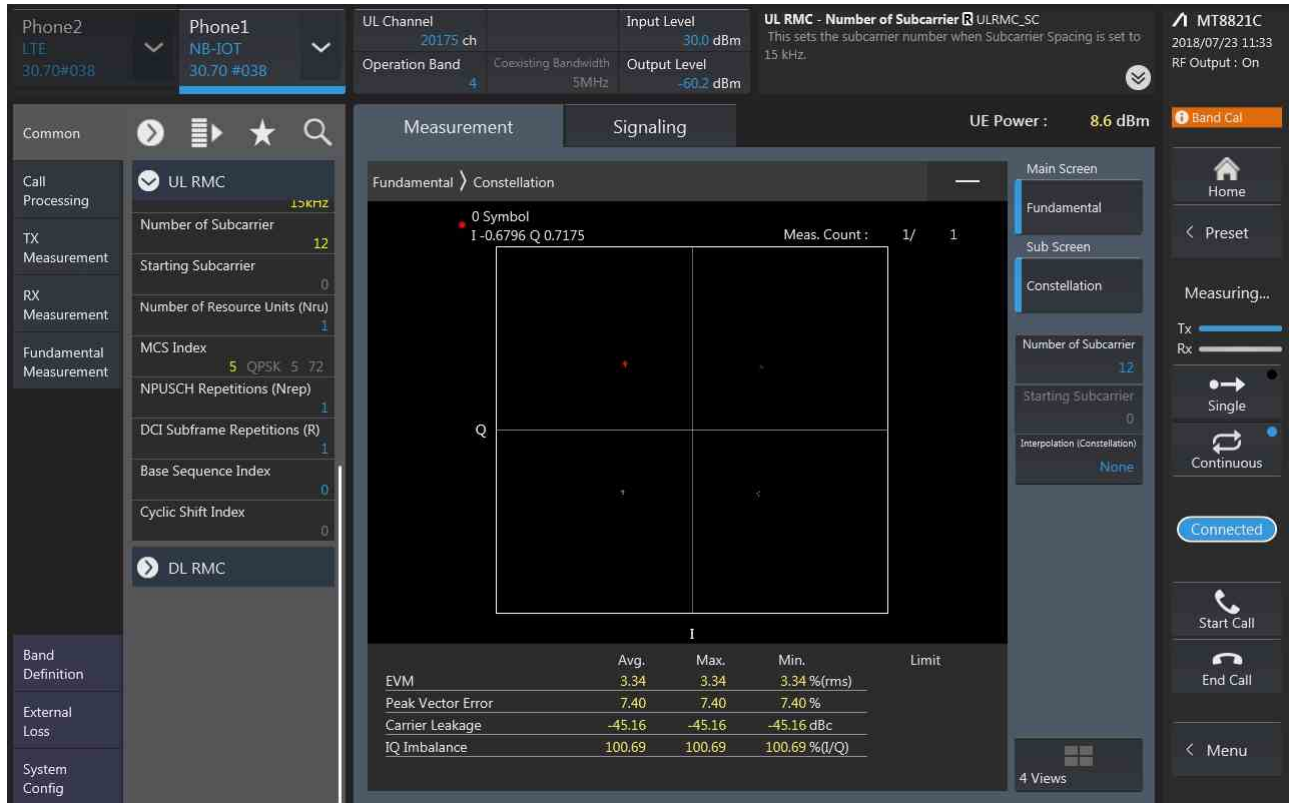 Phone2
LTE
30.70#038
Phone1
NB-IOT
30.70 #038
UL Channel
20175 ch
Input Level
30.0 dBm
Operation Band
4
Coexisting Bandwidth
5MHz
Output Level
-60.2 dBm
UL RMC - Number of Subcarrier R ULRMC_SC
This sets the subcarrier number when Subcarrier Spacing is set to
15 kHz.
MT8821C
2018/07/23 11:33
RF Output : On
Common
Call
Processing
TX
Measurement
RX
Measurement
Fundamental
Measurement
Band
Definition
External
Loss
System
Config
UL RMC
15kHz
Number of Subcarrier
12
Starting Subcarrier
0
Number of Resource Units (Nru)
1
MCS Index
5 QPSK 5 72
NPUSCH Repetitions (Nrep)
1
DCI Subframe Repetitions (R)
1
Base Sequence Index
0
Cyclic Shift Index
0
DL RMC
Measurement
Signaling
UE Power : 8.6 dBm
Fundamental 〉 Constellation
0 Symbol
I -0.6796 Q 0.7175
Meas. Count : 1/ 1
Q
I
Avg. Max. Min. Limit
EVM 3.34 3.34 3.34 %(rms)
Peak Vector Error 7.40 7.40 7.40 %
Carrier Leakage -45.16 -45.16 -45.16 dBc
IQ Imbalance 100.69 100.69 100.69 %(I/Q)
Main Screen
Fundamental
Sub Screen
Constellation
Number of Subcarrier
12
Starting Subcarrier
0
Interpolation (Constellation)
None
4 Views
Band Cal
Home
< Preset
Measuring...
Tx
Rx
Single
Continuous
Connected
Start Call
End Call
< Menu